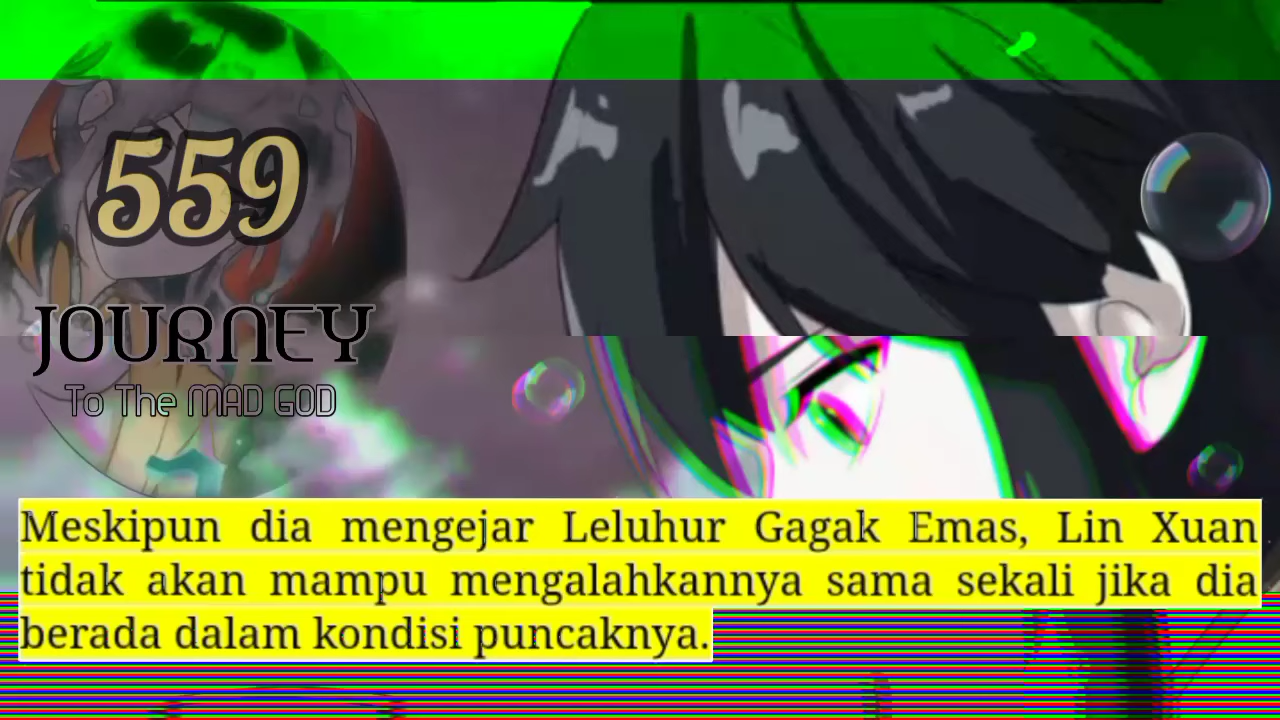 559
JOURNEY
To The MAD GOD
Meskipun dia mengejar Leluhur Gagak Emas, Lin Xuan
tidak akan mampu mengalahkannya sama sekali jika dia
berada dalam kondisi puncaknya.